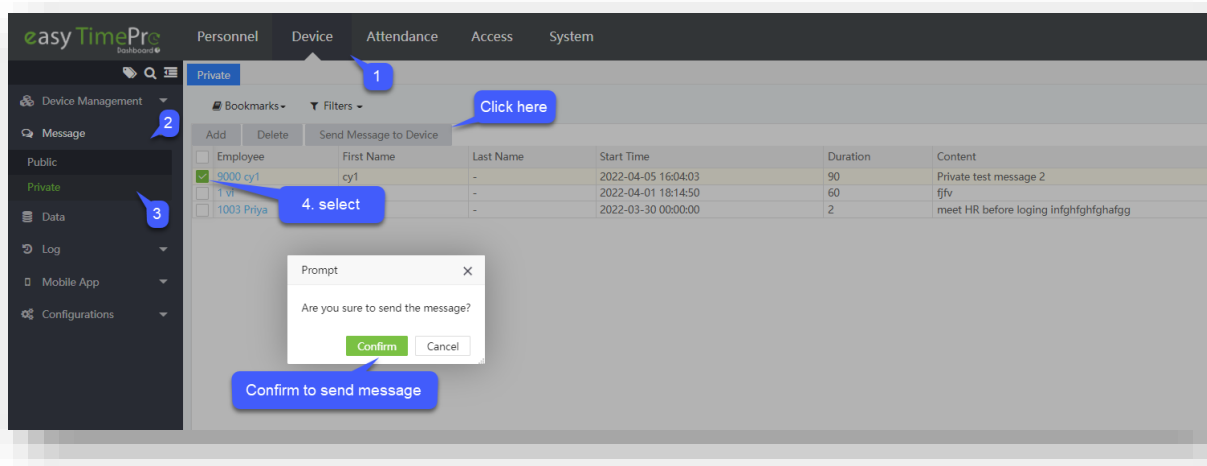 easy TimePro
Dashboard
Personnel Device Attendance Access System
1
Private
Device Management
Bookmarks Filters
Click here
2
Message
Add Delete Send Message to Device
Public
Employee First Name Last Name Start Time Duration Content
9000 cy1 cy1 - 2022-04-05 16:04:03 90 Private test message 2
Private
1 vf - 2022-04-01 18:14:50 60 fjfv
4. select
1003 Priya - 2022-03-30 00:00:00 2 meet HR before loging infghfghfghafgg
3
Data
Log
Mobile App
Configurations
Prompt
Are you sure to send the message?
Confirm Cancel
Confirm to send message